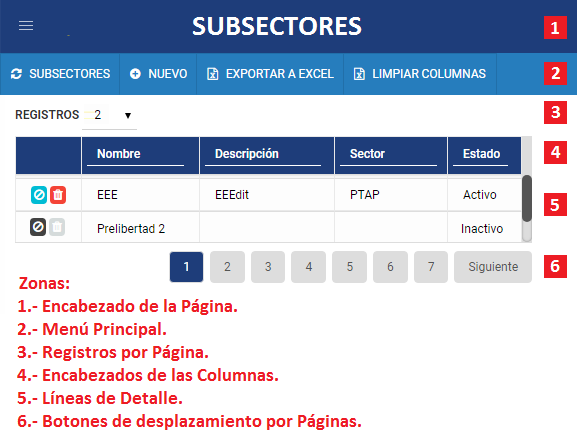 SUBSECTORES 1
SUBSECTORES NUEVO EXPORTAR A EXCEL LIMPIAR COLUMNAS 2
REGISTROS 2 3
Nombre Descripción Sector Estado 4
EEE EEEdit PTAP Activo 5
Prelibertad 2 Inactivo
1 2 3 4 5 6 7 Siguiente 6
Zonas:
1.- Encabezado de la Página.
2.- Menú Principal.
3.- Registros por Página.
4.- Encabezados de las Columnas.
5.- Líneas de Detalle.
6.- Botones de desplazamiento por Páginas.